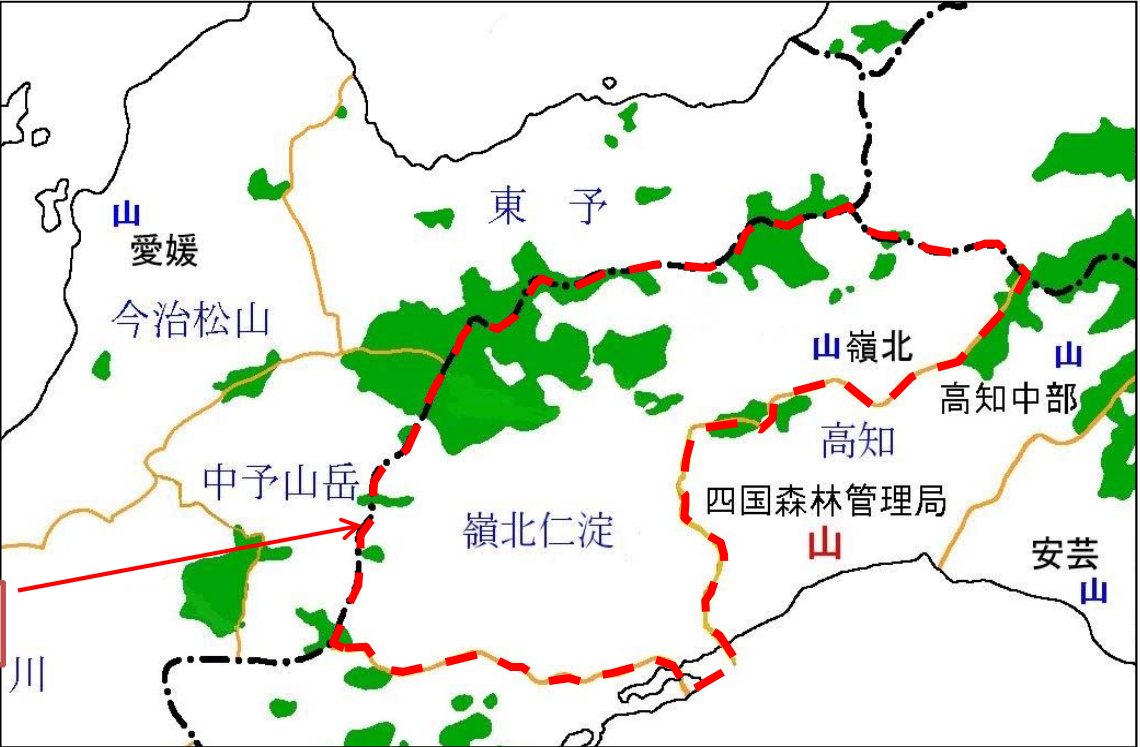 東 予
山
愛媛
今治松山
山嶺北
山
高知中部
高知
中予山岳
四国森林管理局
山
嶺北仁淀
安芸
山
川